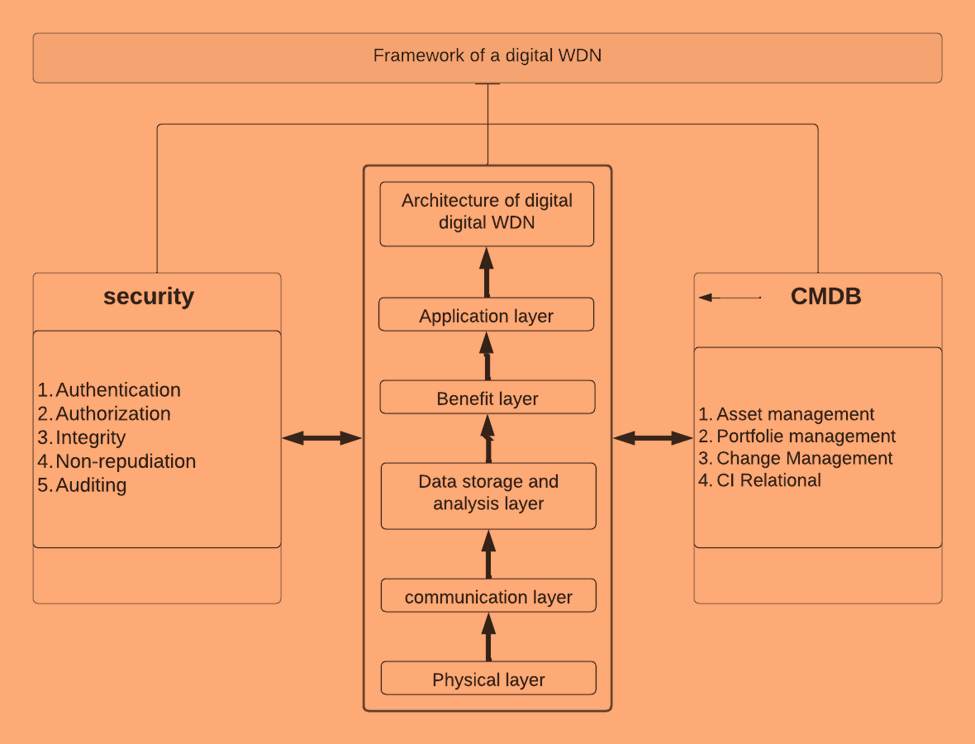 Framework of a digital WDN
security
1. Authentication
2. Authorization
3. Integrity
4. Non-repudiation
5. Auditing
Architecture of digital
digital WDN
Application layer
Benefit layer
Data storage and
analysis layer
communication layer
Physical layer
CMDB
1. Asset management
2. Portfolie management
3. Change Management
4. CI Relational